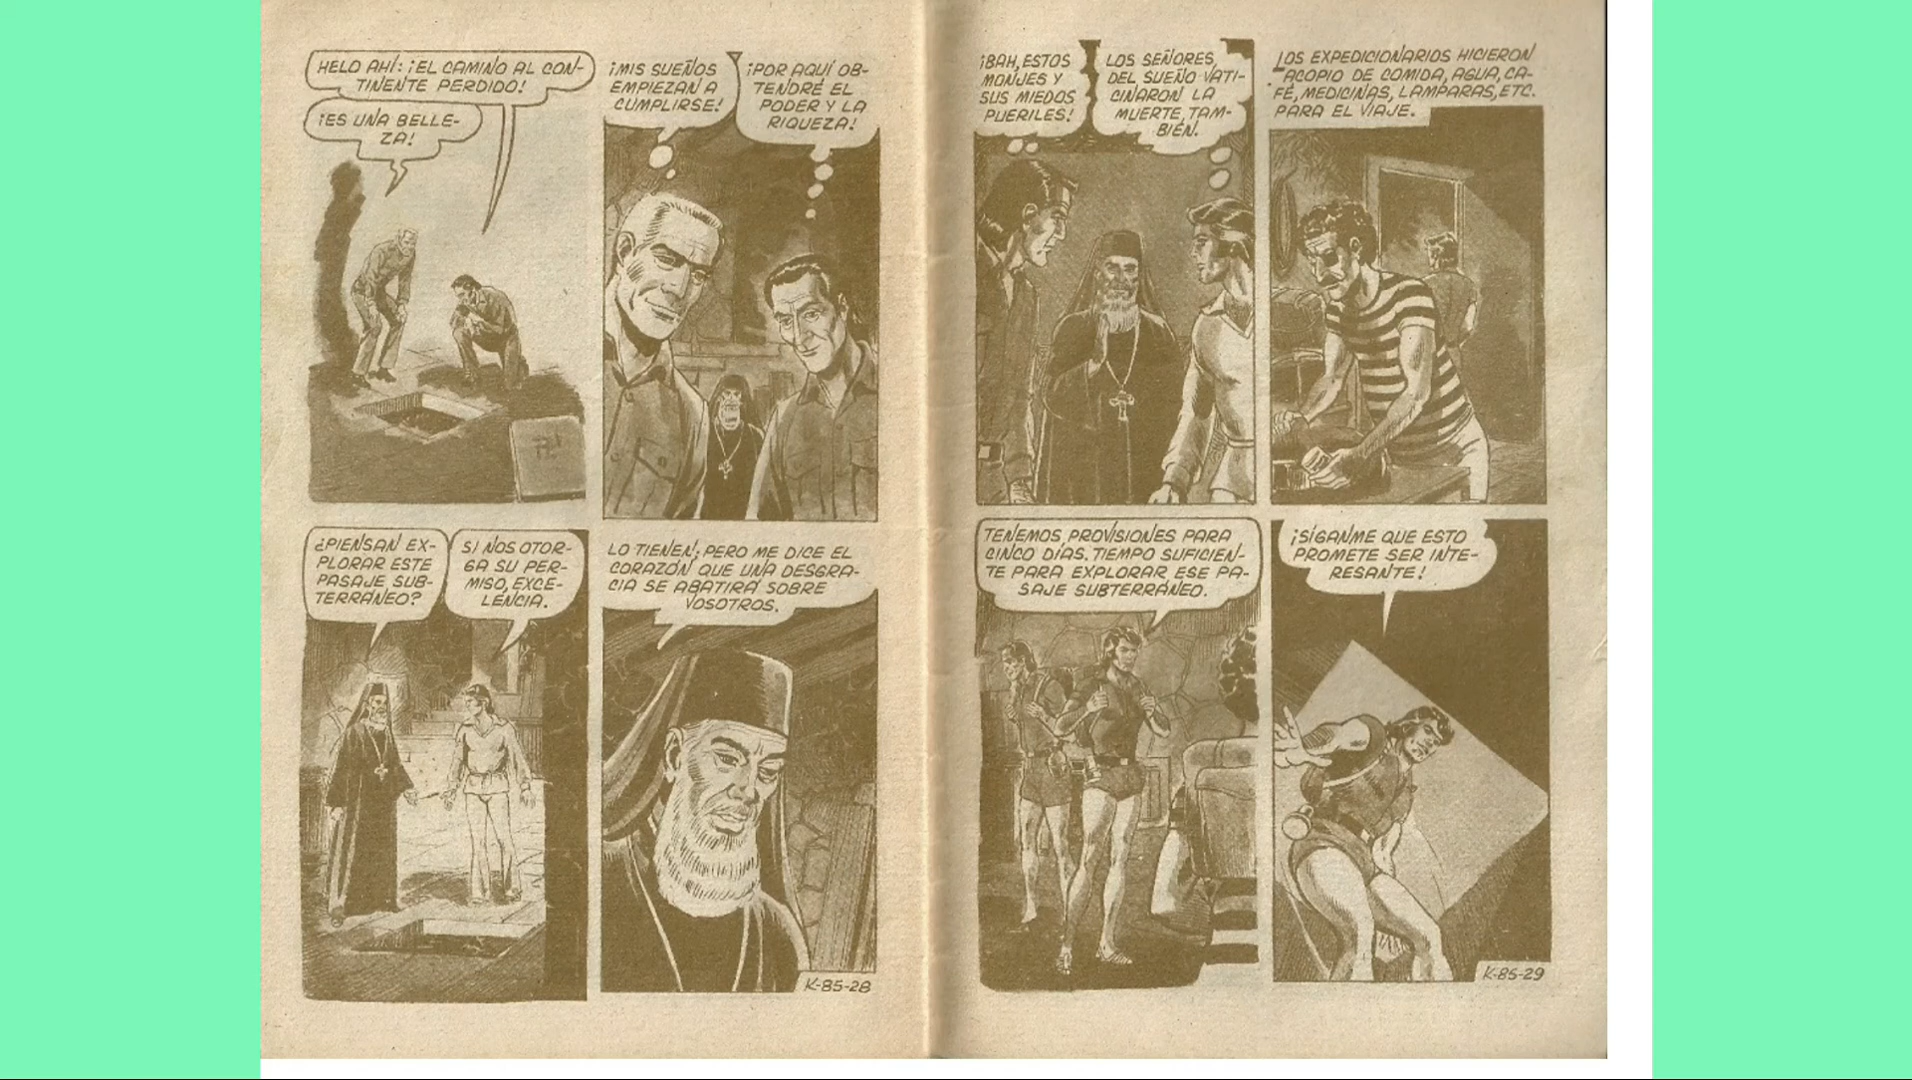 HELO AHÍ: ¡EL CAMINO AL CON-
TINENTE PERDIDO!
¡ES UNA BELLE-
ZA!
¡MIS SUEÑOS
EMPIEZAN A
CUMPLIRSE!
¡POR AQUÍ OB-
TENDRÉ EL
PODER Y LA
RIQUEZA!
¿PIENSAN EX-
PLORAR ESTE
PASAJE SUB-
TERRÁNEO?
SI NOS OTOR-
GA SU PER-
MISO, EXCE-
LENCIA.
LO TIENEN; PERO ME DICE EL
CORAZÓN QUE UNA DESGRA-
CIA SE ABATIRÁ SOBRE
VOSOTROS.
K-85-28
¡BAH, ESTOS
MONJES Y
SUS MIEDOS
PUERILES!
LOS SEÑORES
DEL SUEÑO VATI-
CINARON LA
MUERTE, TAM-
BIÉN.
LOS EXPEDICIONARIOS HICIERON
ACOPIO DE COMIDA, AGUA, CA-
FÉ, MEDICINAS, LÁMPARAS, ETC.
PARA EL VIAJE.
TENEMOS PROVISIONES PARA
CINCO DÍAS. TIEMPO SUFICIEN-
TE PARA EXPLORAR ESE PA-
SAJE SUBTERRÁNEO.
¡SÍGANME QUE ESTO
PROMETE SER INTE-
RESANTE!
K-85-29